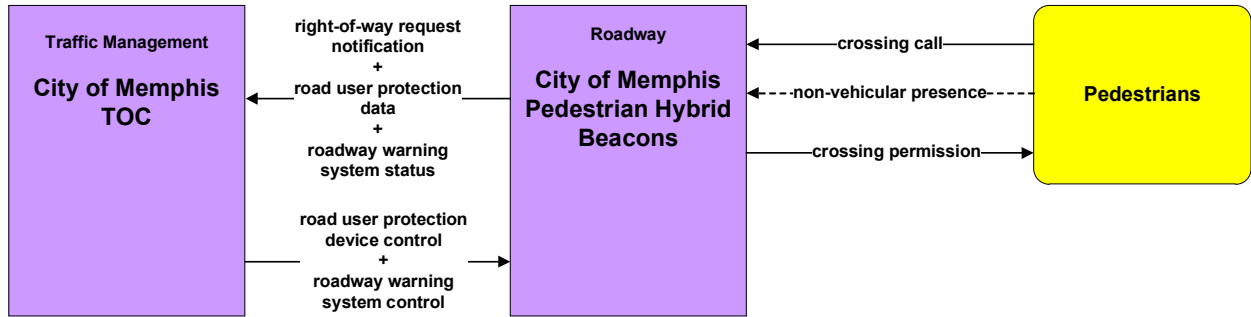 Traffic Management
City of Memphis
TOC
right-of-way request
notification
+
road user protection
data
+
roadway warning
system status
road user protection
device control
+
roadway warning
system control
Roadway
City of Memphis
Pedestrian Hybrid
Beacons
crossing call
non-vehicular presence
crossing permission
Pedestrians